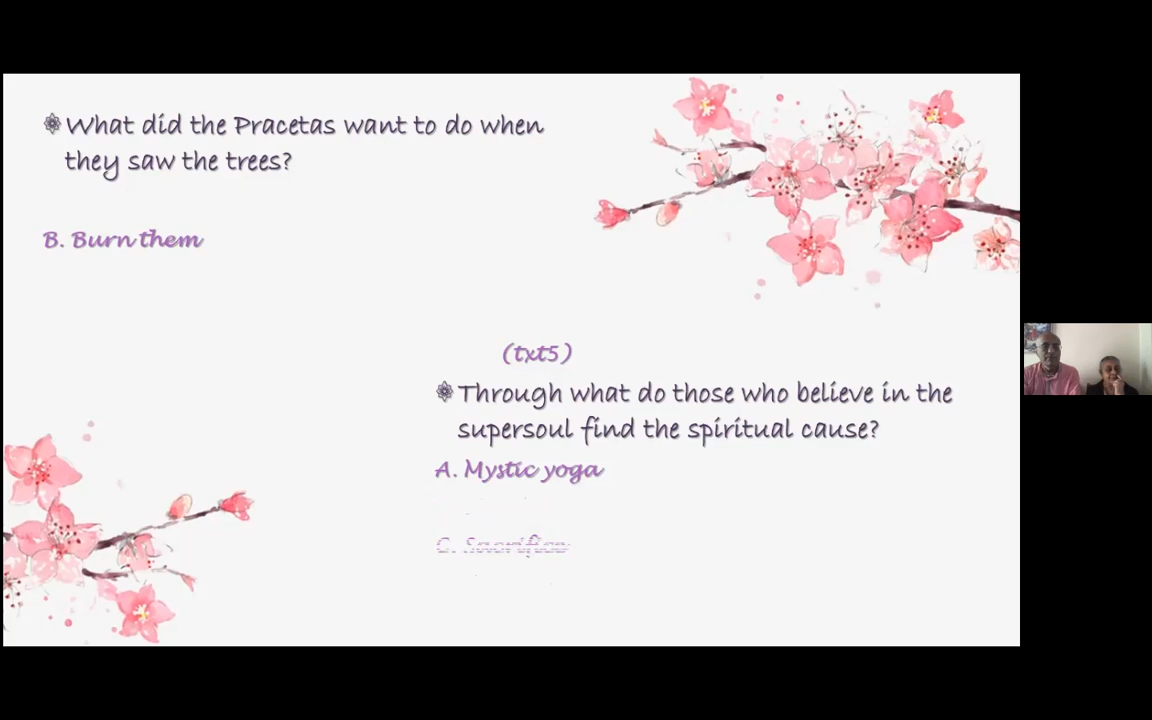 What did the Pracetas want to do when
they saw the trees?
B. Burn them
(txt5)
Through what do those who believe in the
supersoul find the spiritual cause?
A. Mystic yoga
C. Sacrifice